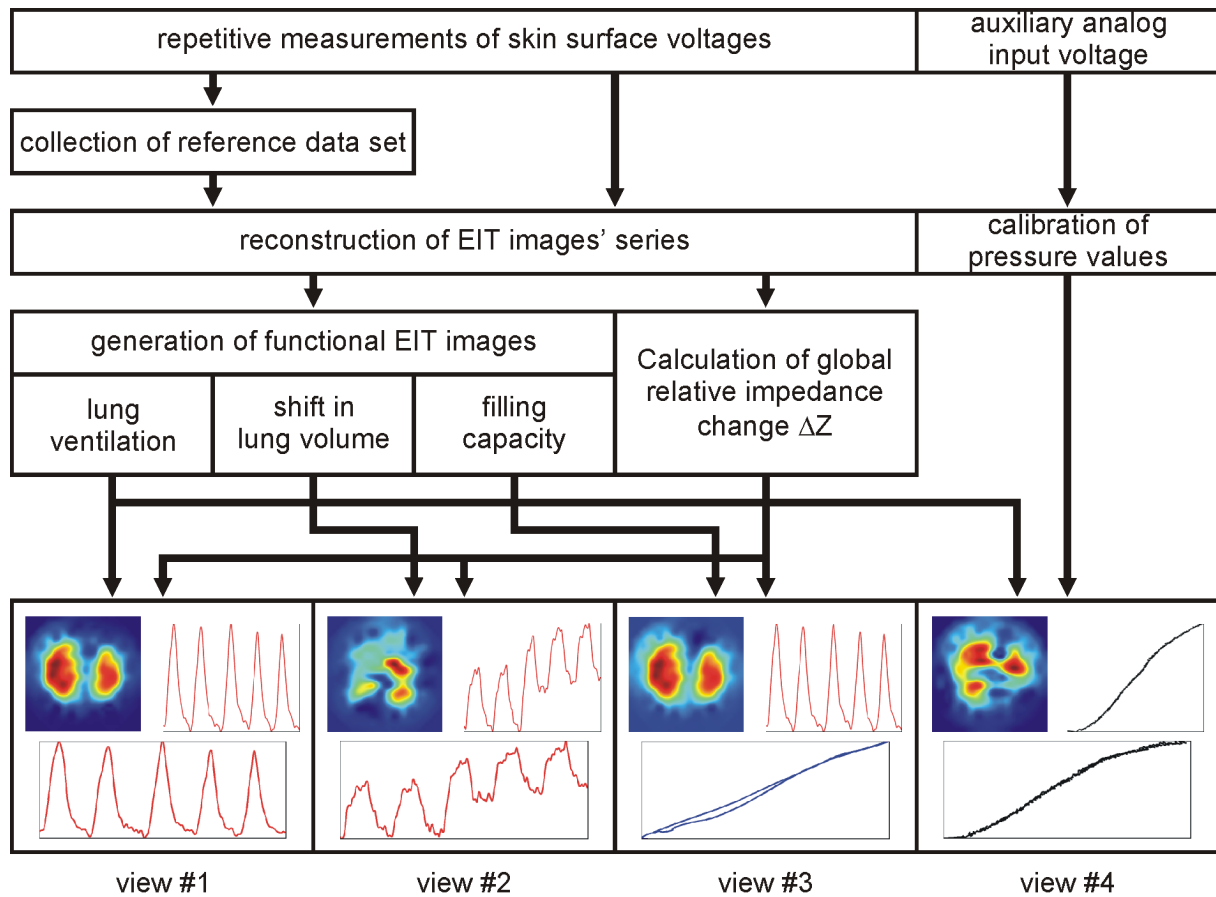 repetitive measurements of skin surface voltages
auxiliary analog
input voltage
collection of reference data set
reconstruction of EIT images’ series
calibration of
pressure values
generation of functional EIT images
Calculation of global
relative impedance
change ΔZ
lung
ventilation
shift in
lung volume
filling
capacity
view #1
view #2
view #3
view #4